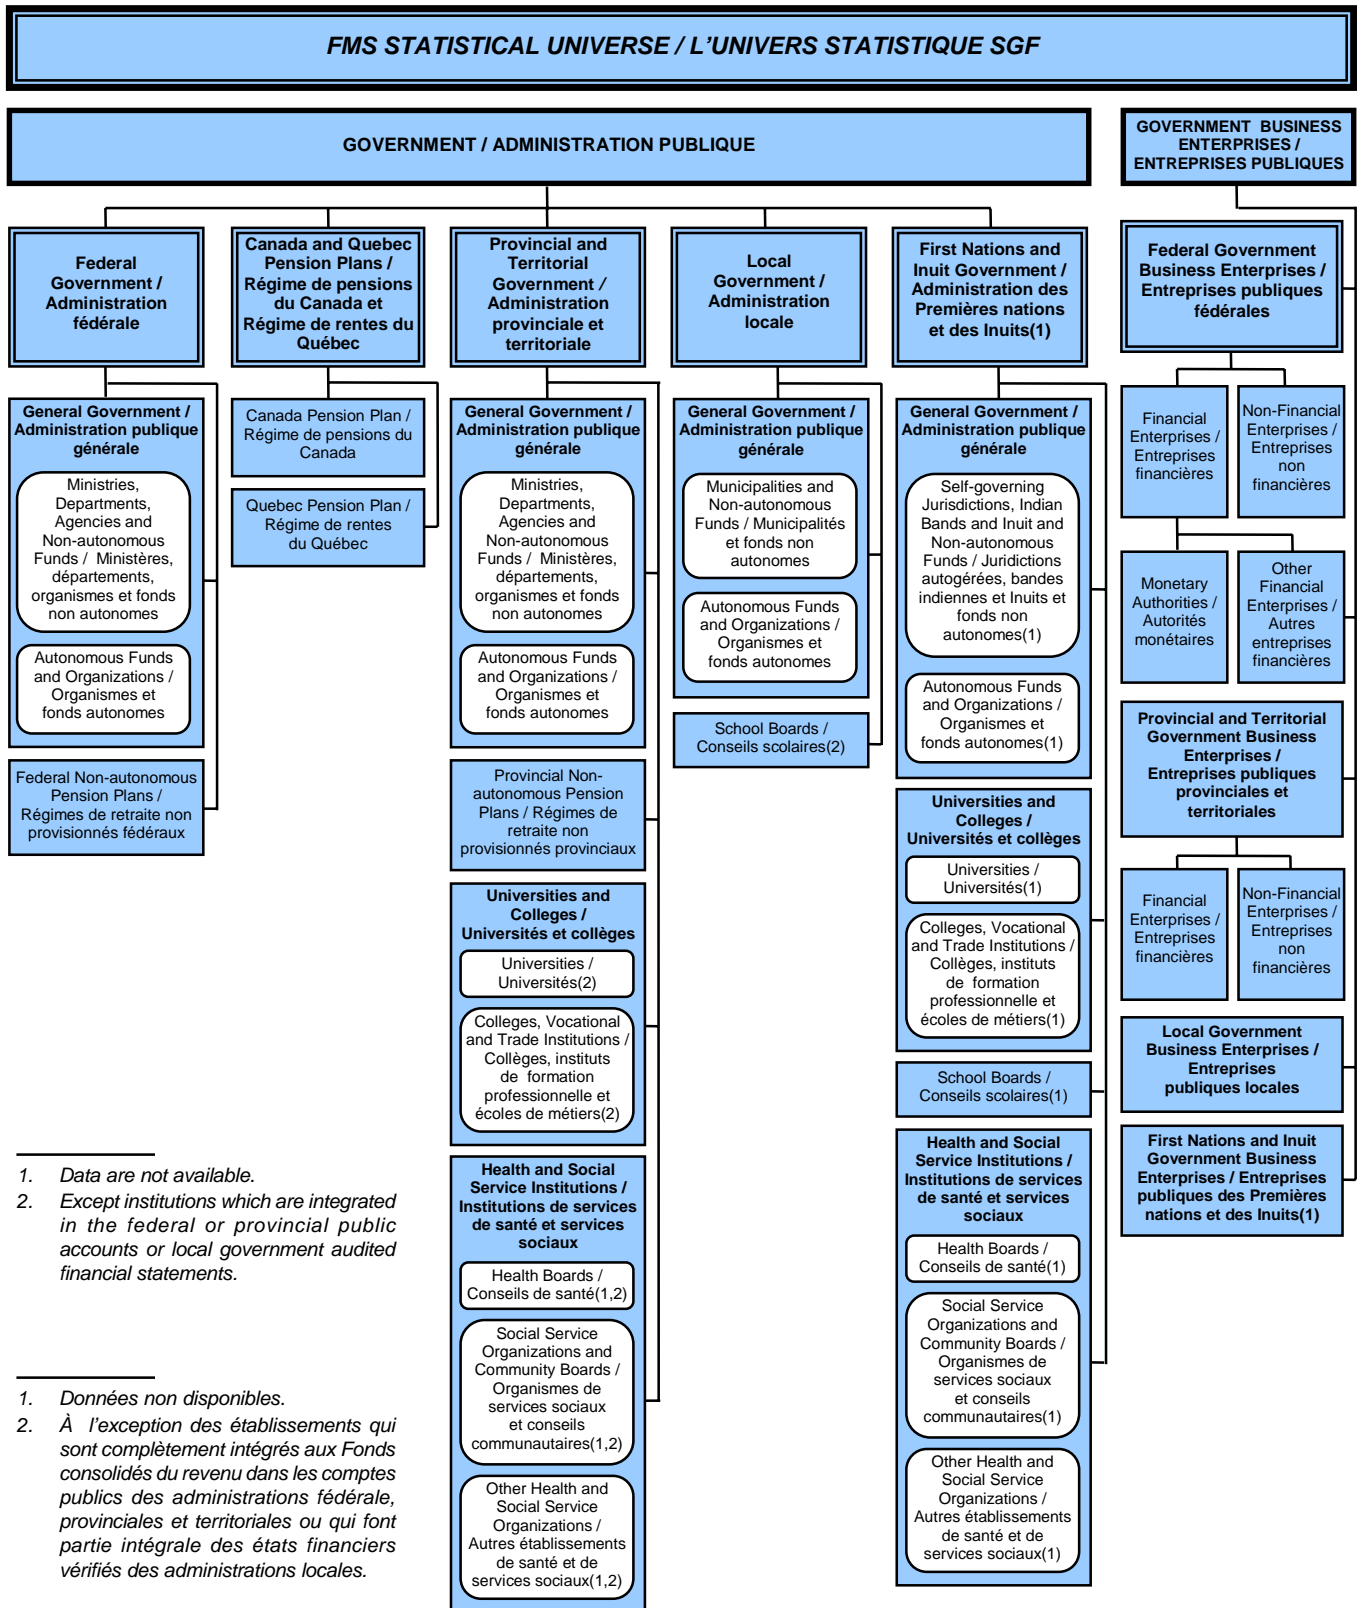 FMS STATISTICAL UNIVERSE / L'UNIVERS STATISTIQUE SGF
GOVERNMENT / ADMINISTRATION PUBLIQUE
GOVERNMENT BUSINESS
ENTERPRISES /
ENTREPRISES PUBLIQUES
Federal
Government /
Administration
fédérale
Canada and Quebec
Pension Plans /
Régime de pensions
du Canada et
Régime de rentes du
Québec
Provincial and
Territorial
Government /
Administration
provinciale et
territoriale
Local
Government /
Administration
locale
First Nations and
Inuit Government /
Administration des
Premières nations
et des Inuits(1)
Federal Government
Business Enterprises /
Entreprises publiques
fédérales
General Government /
Administration publique
générale
Ministries,
Departments,
Agencies and
Non-autonomous
Funds / Ministères,
départements,
organismes et fonds
non autonomes
Autonomous Funds
and Organizations /
Organismes et
fonds autonomes
Federal Non-autonomous
Pension Plans /
Régimes de retraite non
provisionnés fédéraux
Canada Pension Plan /
Régime de pensions du
Canada
Quebec Pension Plan /
Régime de rentes
du Québec
General Government /
Administration publique
générale
Ministries,
Departments,
Agencies and
Non-autonomous
Funds / Ministères,
départements,
organismes et fonds
non autonomes
Autonomous Funds
and Organizations /
Organismes et
fonds autonomes
Provincial Non-
autonomous Pension
Plans / Régimes de
retraite non
provisionnés provinciaux
Universities and
Colleges /
Universités et collèges
Universities /
Universités(2)
Colleges, Vocational
and Trade Institutions /
Collèges, instituts
de formation
professionnelle et
écoles de métiers(2)
Health and Social
Service Institutions /
Institutions de services
de santé et services
sociaux
Health Boards /
Conseils de santé(1,2)
Social Service
Organizations and
Community Boards /
Organismes de
services sociaux
et conseils
communautaires(1,2)
Other Health and
Social Service
Organizations /
Autres établissements
de santé et de
services sociaux(1,2)
General Government /
Administration publique
générale
Municipalities and
Non-autonomous
Funds / Municipalités
et fonds non
autonomes
Autonomous Funds
and Organizations /
Organismes et
fonds autonomes
School Boards /
Conseils scolaires(2)
General Government /
Administration publique
générale
Self-governing
Jurisdictions, Indian
Bands and Inuit and
Non-autonomous
Funds / Juridictions
autogérées, bandes
indiennes et Inuits et
fonds non
autonomes(1)
Autonomous Funds
and Organizations /
Organismes et
fonds autonomes(1)
Universities and
Colleges /
Universités et collèges
Universities /
Universités(1)
Colleges, Vocational
and Trade Institutions /
Collèges, instituts
de formation
professionnelle et
écoles de métiers(1)
School Boards /
Conseils scolaires(1)
Health and Social
Service Institutions /
Institutions de services
de santé et services
sociaux
Health Boards /
Conseils de santé(1)
Social Service
Organizations and
Community Boards /
Organismes de
services sociaux
et conseils
communautaires(1)
Other Health and
Social Service
Organizations /
Autres établissements
de santé et de
services sociaux(1)
Financial
Enterprises /
Entreprises
financières
Non-Financial
Enterprises /
Entreprises
non
financières
Monetary
Authorities /
Autorités
monétaires
Other
Financial
Enterprises /
Autres
entreprises
financières
Provincial and Territorial
Government Business
Enterprises /
Entreprises publiques
provinciales et
territoriales
Financial
Enterprises /
Entreprises
financières
Non-Financial
Enterprises /
Entreprises
non
financières
Local Government
Business Enterprises /
Entreprises
publiques locales
First Nations and Inuit
Government Business
Enterprises / Entreprises
publiques des Premières
nations et des Inuits(1)
1. Data are not available.
2. Except institutions which are integrated
in the federal or provincial public
accounts or local government audited
financial statements.
1. Données non disponibles.
2. À l'exception des établissements qui
sont complètement intégrés aux Fonds
consolidés du revenu dans les comptes
publics des administrations fédérale,
provinciales et territoriales ou qui font
partie intégrale des états financiers
vérifiés des administrations locales.